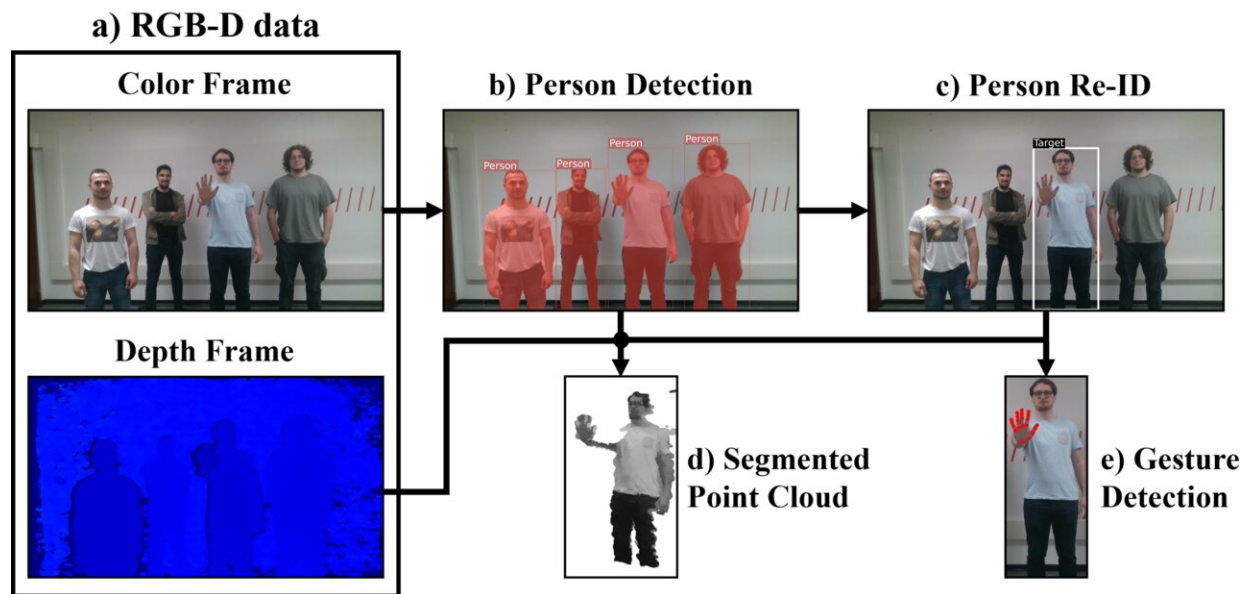 a) RGB-D data
Color Frame
b) Person Detection
c) Person Re-ID
Person
Person
Person
Person
Target
Depth Frame
d) Segmented
Point Cloud
e) Gesture
Detection